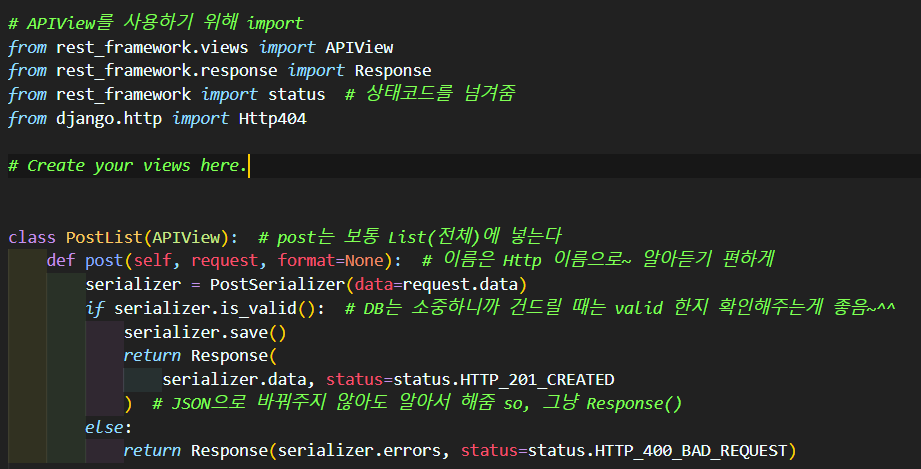 # APIView를 사용하기 위해 import
from rest_framework.views import APIView
from rest_framework.response import Response
from rest_framework import status  # 상태코드를 넘겨줌
from django.http import Http404
# Create your views here.
class PostList(APIView):  # post는 보통 List(전체)에 넣는다
    def post(self, request, format=None):  # 이름은 Http 이름으로~ 알아듣기 편하게
        serializer = PostSerializer(data=request.data)
        if serializer.is_valid():  # DB는 소중하니까 건드릴 때는 valid 한지 확인해주는게 좋음~^^
            serializer.save()
            return Response(
                serializer.data, status=status.HTTP_201_CREATED
            )  # JSON으로 바꿔주지 않아도 알아서 해줌 so, 그냥 Response()
        else:
            return Response(serializer.errors, status=status.HTTP_400_BAD_REQUEST)